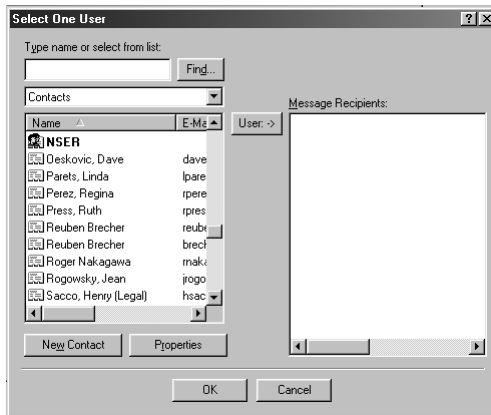 Select One User
Type name or select from list:
Find...
Contacts
Message Recipients:
Name E-Ma
User: ->
NSER
Oeskovic, Dave dave
Parets, Linda lpare
Perez, Regina rpere
Press, Ruth rpres
Reuben Brecher reube
Reuben Brecher brech
Roger Nakagawa rnaka
Rogowsky, Jean jrogo
Sacco, Henry (Legal) hsac
New Contact Properties
OK Cancel